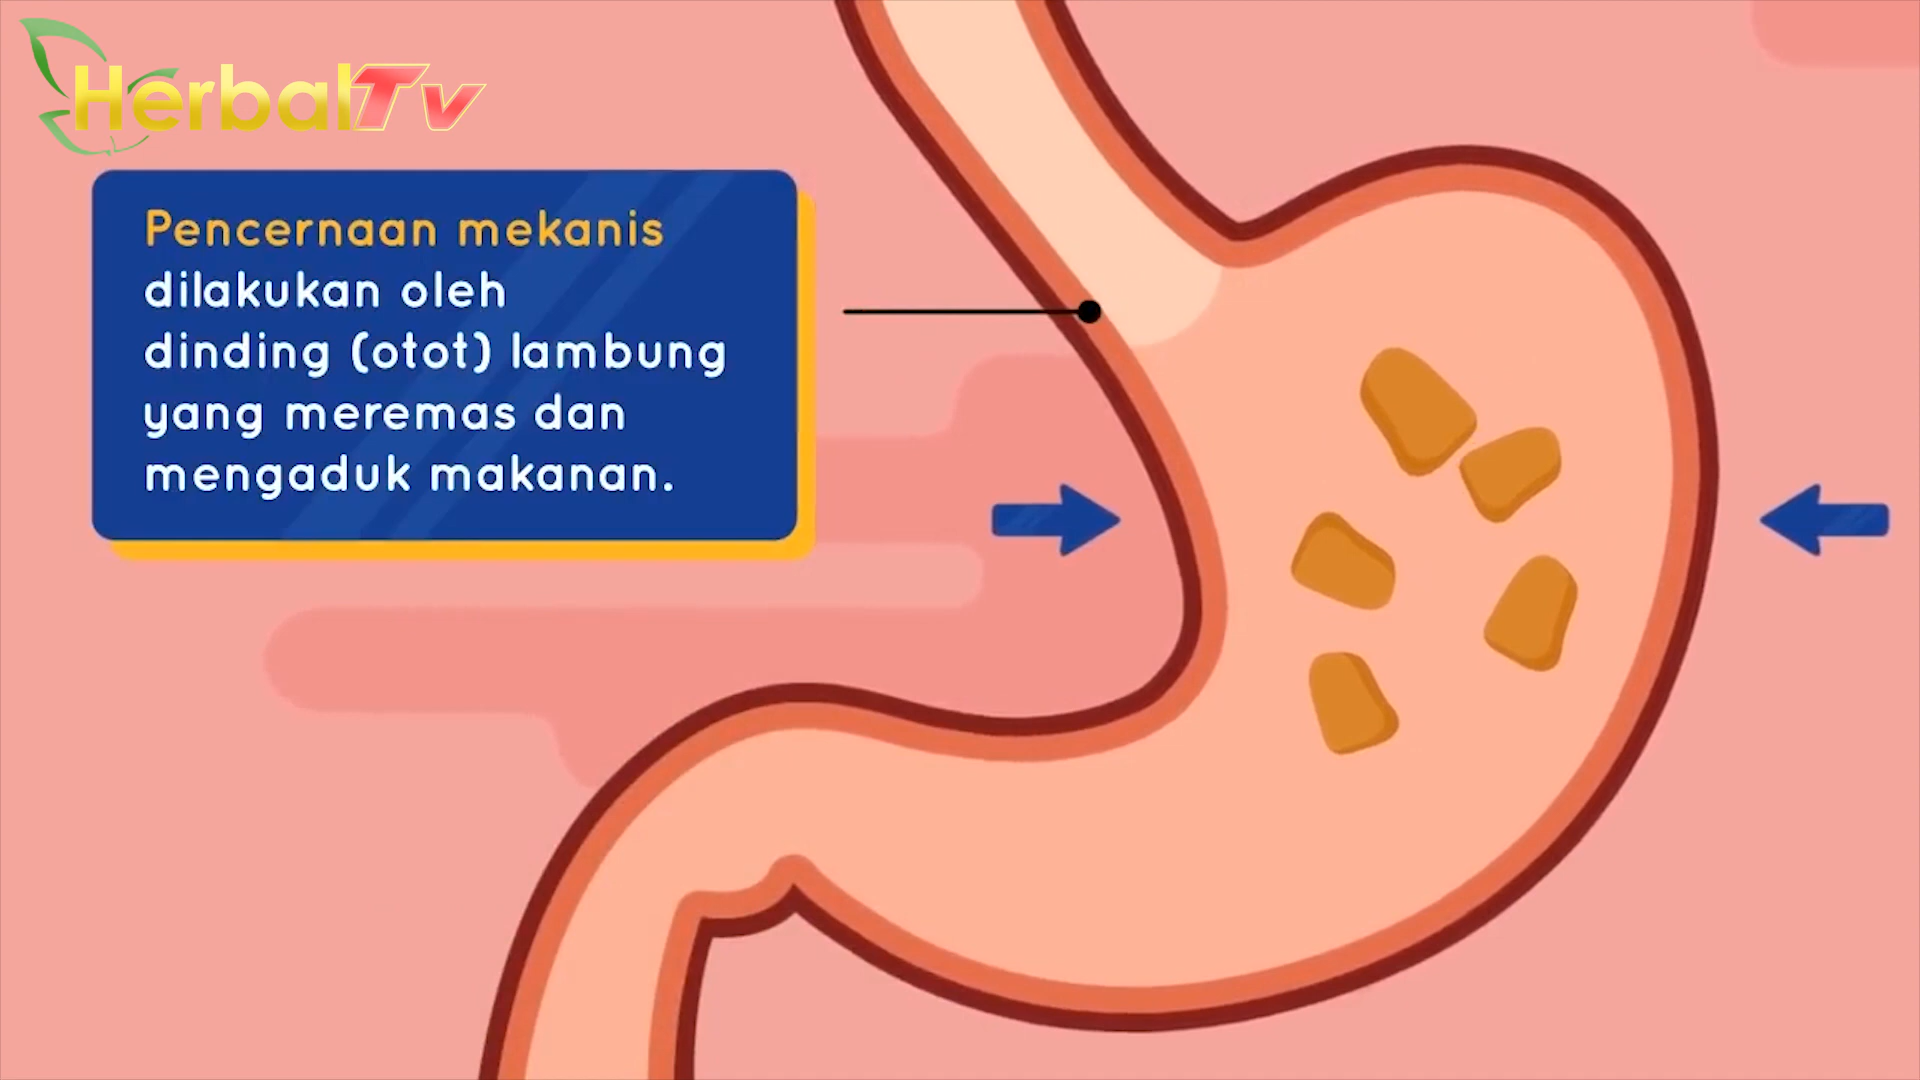 HerbalTv
Pencernaan mekanis
dilakukan oleh
dinding (otot) lambung
yang meremas dan
mengaduk makanan.